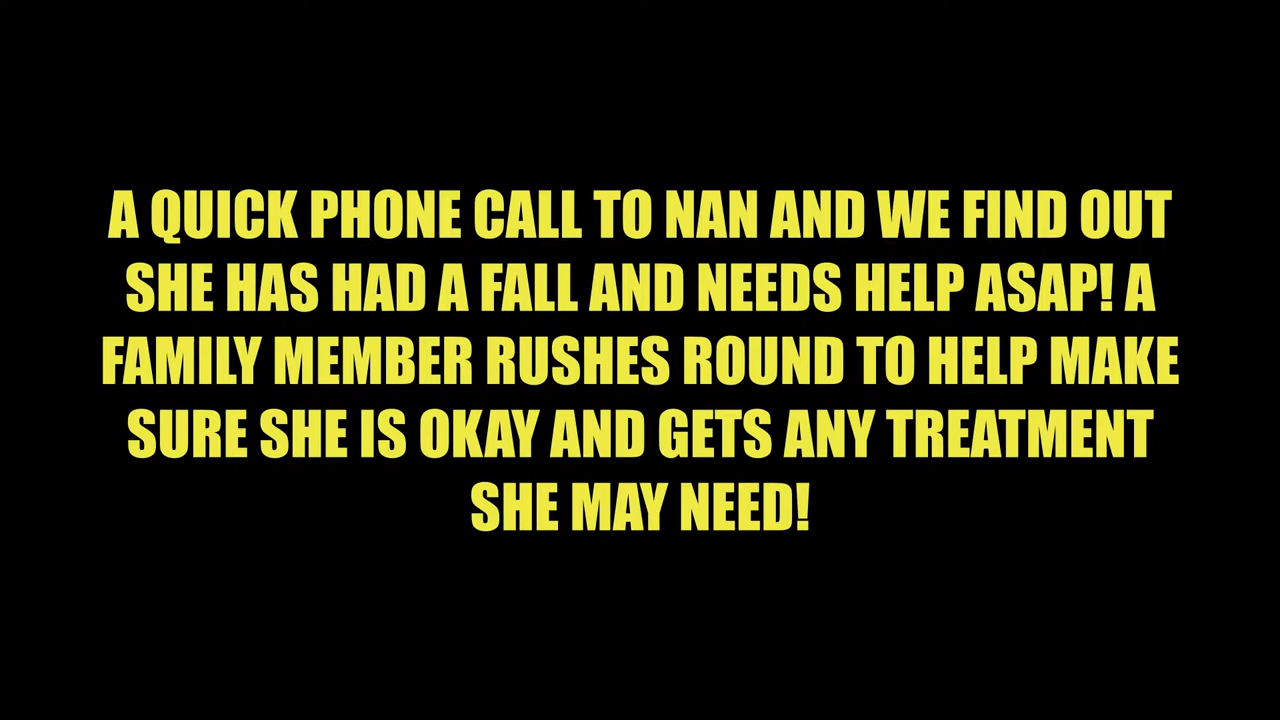 A QUICK PHONE CALL TO NAN AND WE FIND OUT
SHE HAS HAD A FALL AND NEEDS HELP ASAP! A
FAMILY MEMBER RUSHES ROUND TO HELP MAKE
SURE SHE IS OKAY AND GETS ANY TREATMENT
SHE MAY NEED!